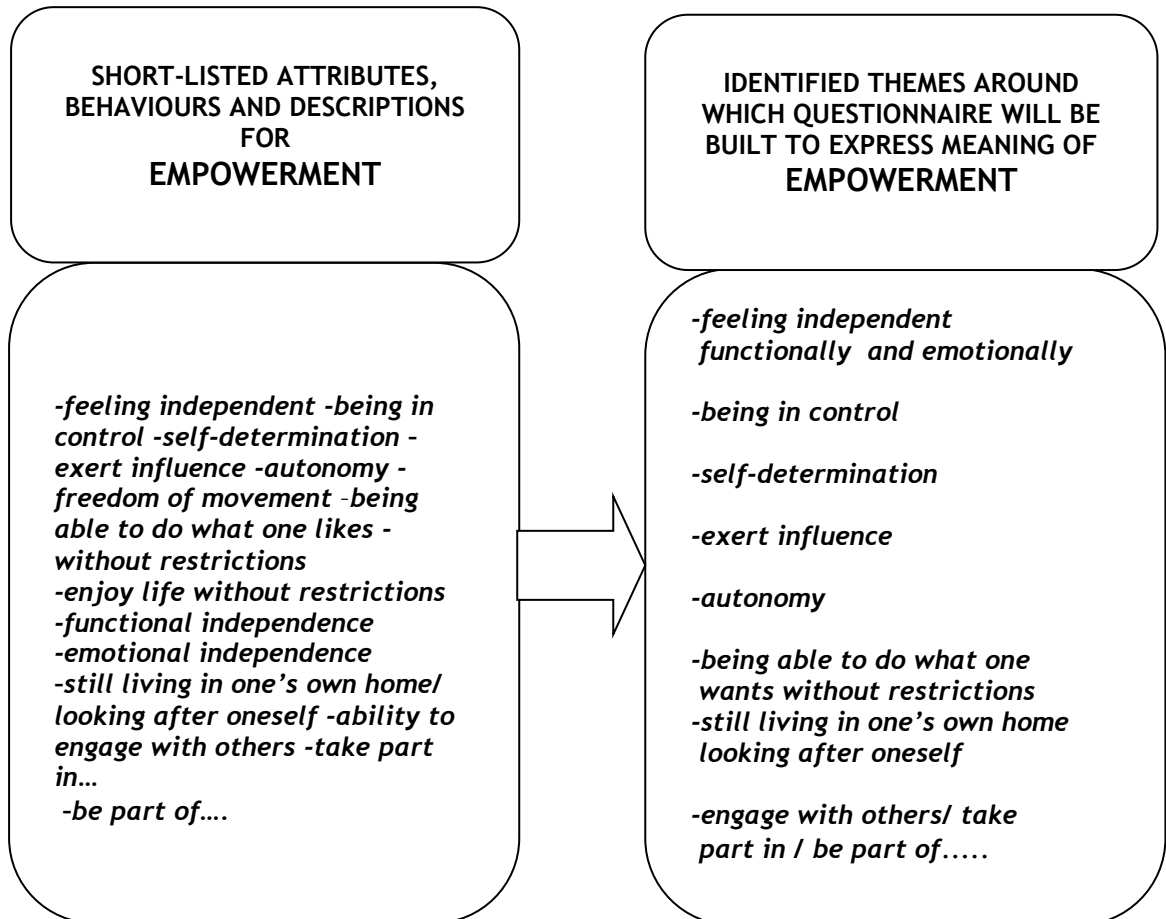 SHORT-LISTED ATTRIBUTES,
BEHAVIOURS AND DESCRIPTIONS
FOR
EMPOWERMENT
-feeling independent -being in
control -self-determination –
exert influence -autonomy -
freedom of movement –being
able to do what one likes -
without restrictions
-enjoy life without restrictions
-functional independence
-emotional independence
-still living in one’s own home/
looking after oneself -ability to
engage with others -take part
in…
-be part of….
IDENTIFIED THEMES AROUND
WHICH QUESTIONNAIRE WILL BE
BUILT TO EXPRESS MEANING OF
EMPOWERMENT
-feeling independent
functionally and emotionally
-being in control
-self-determination
-exert influence
-autonomy
-being able to do what one
wants without restrictions
-still living in one’s own home
looking after oneself
-engage with others/ take
part in / be part of.....